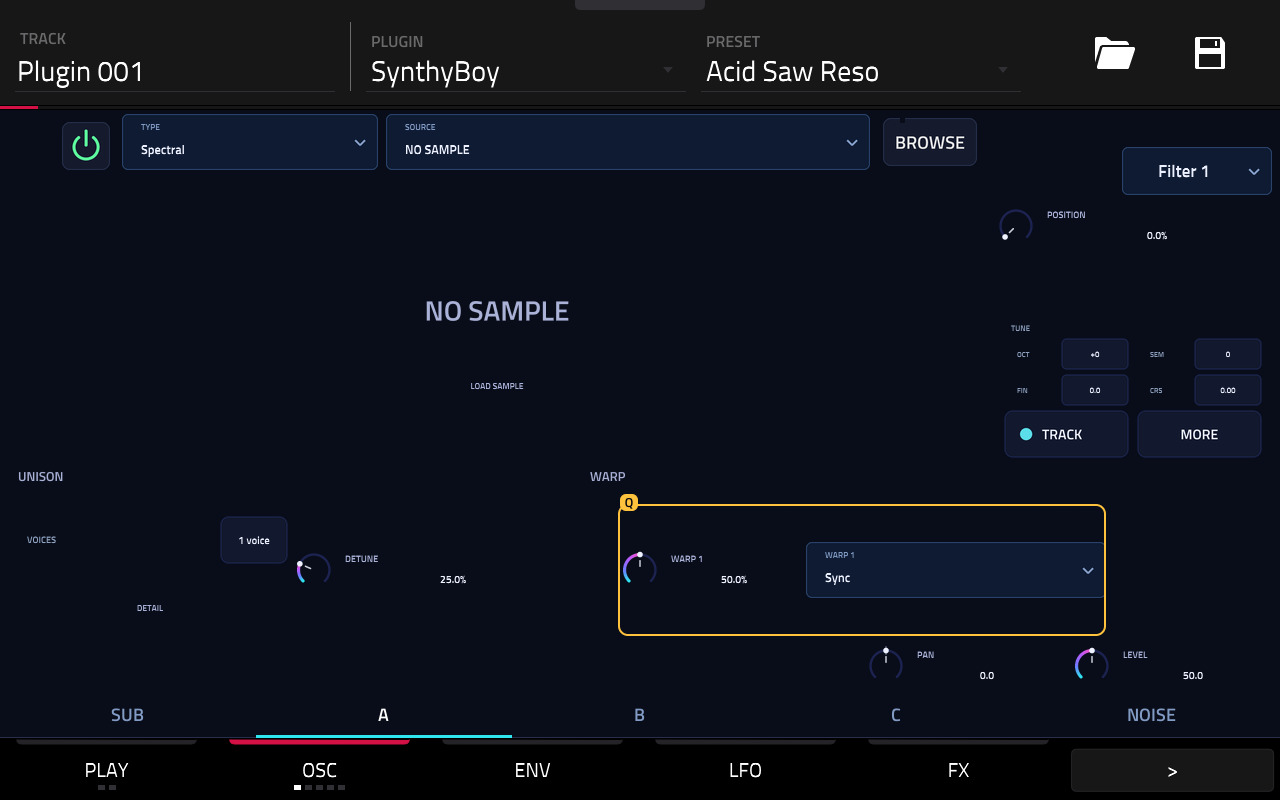 TRACK
Plugin 001
PLUGIN
SynthyBoy
PRESET
Acid Saw Reso
TYPE
Spectral
SOURCE
NO SAMPLE
BROWSE
Filter 1
POSITION
0.0%
NO SAMPLE
LOAD SAMPLE
TUNE
OCT
+0
SEM
0
FIN
0.0
CRS
0.00
TRACK
MORE
UNISON
VOICES
1 voice
DETUNE
25.0%
DETAIL
WARP
Q
WARP 1
50.0%
WARP 1
Sync
PAN
0.0
LEVEL
50.0
SUB
A
B
C
NOISE
PLAY
OSC
ENV
LFO
FX
>